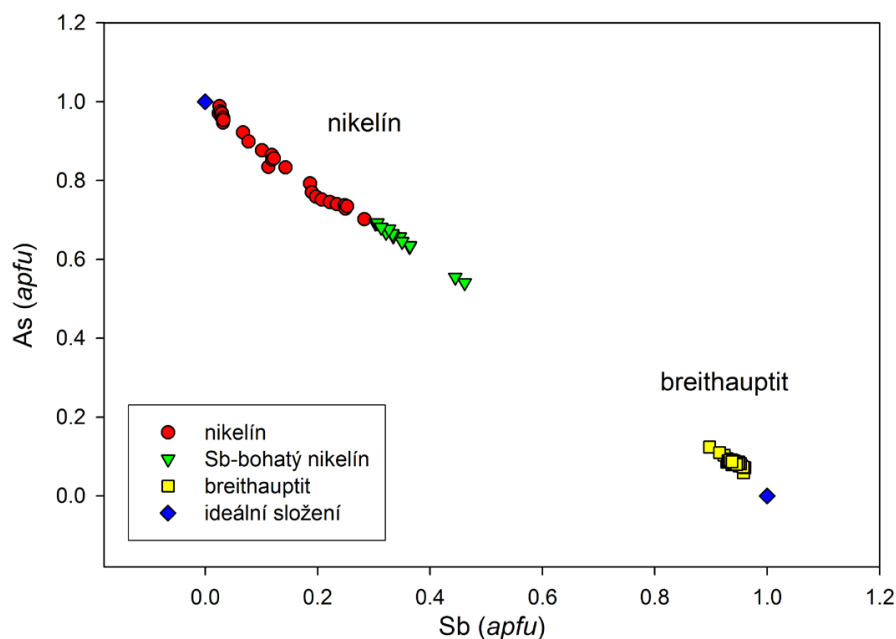 1.2
1.0
0.8
0.6
0.4
0.2
0.0
As (apfu)
nikelín
breithauptit
nikelín
Sb-bohatý nikelín
breithauptit
ideální složení
0.0 0.2 0.4 0.6 0.8 1.0 1.2
Sb (apfu)